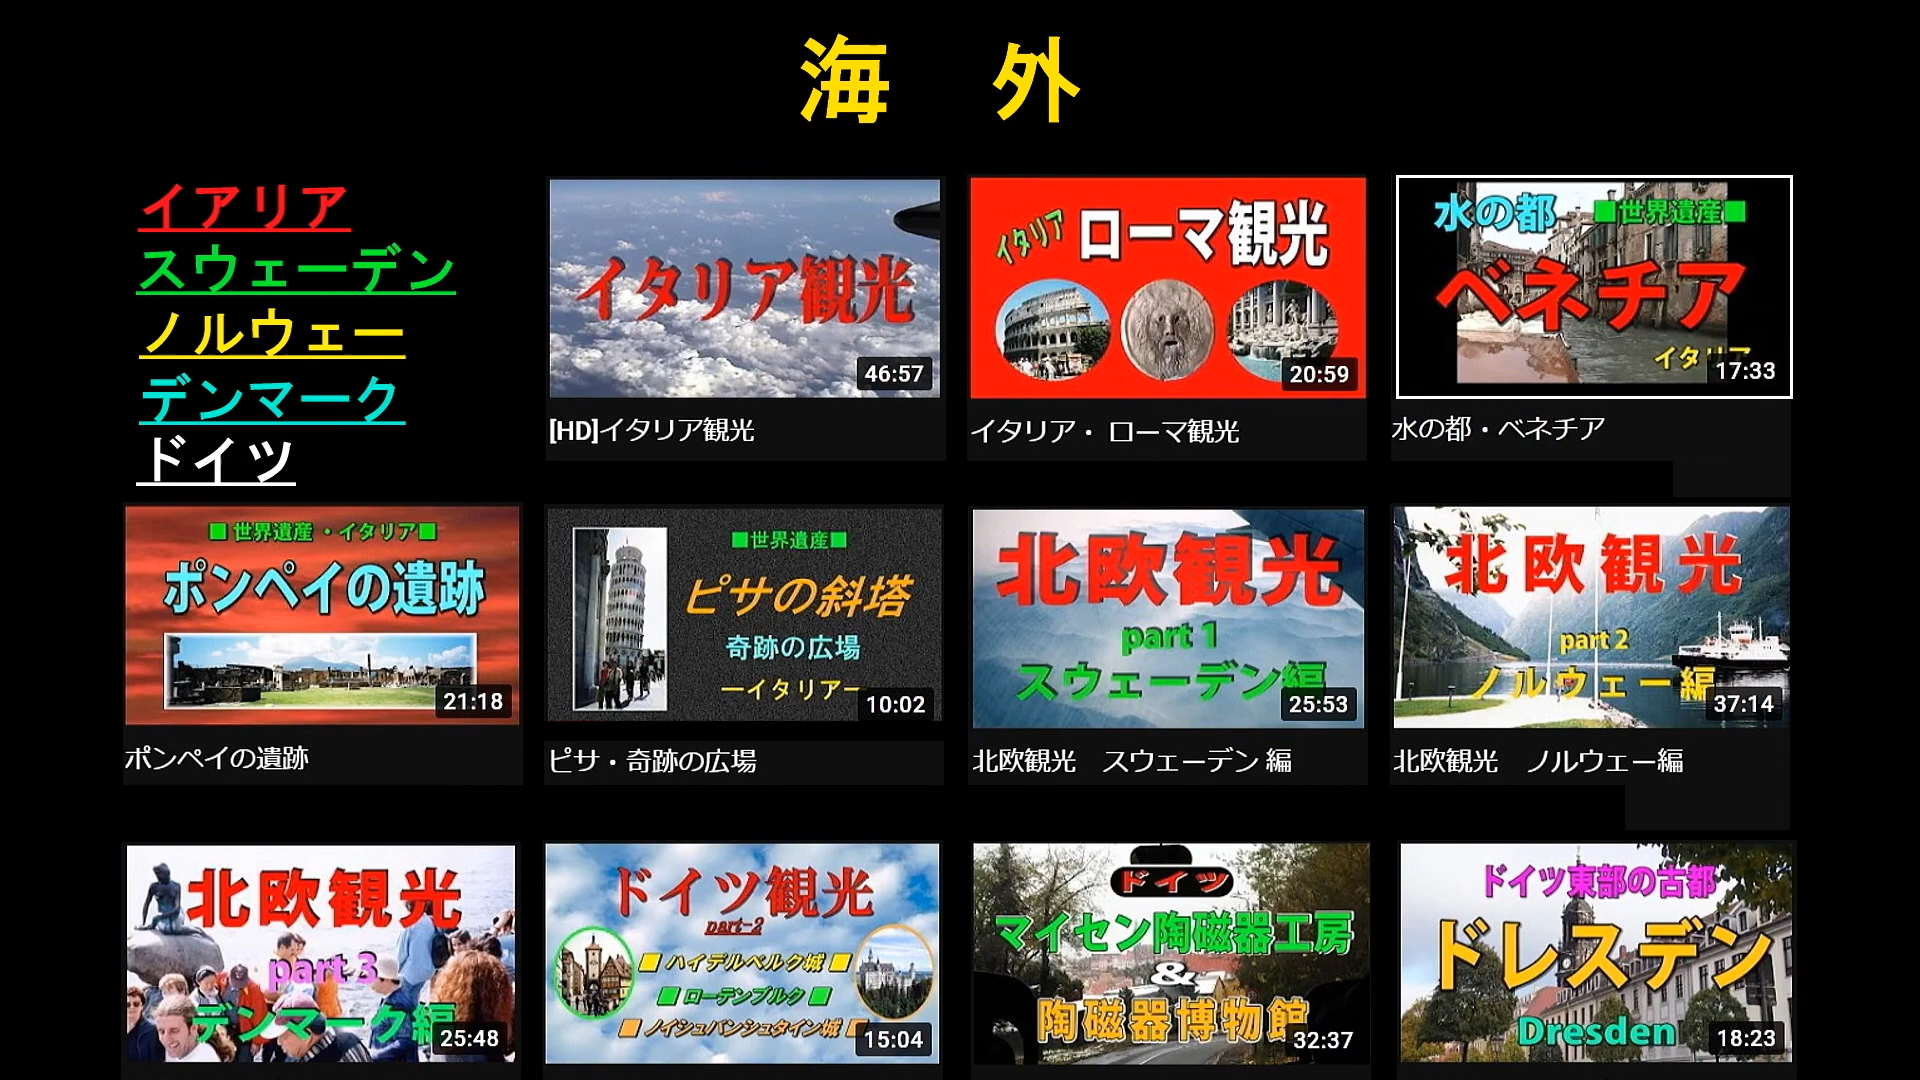 海 外
イアリア
スウェーデン
ノルウェー
デンマーク
ドイツ
イタリア観光
46:57
[HD]イタリア観光
イタリア
ローマ観光
20:59
イタリア・ ローマ観光
水の都
■世界遺産■
ベネチア
イタリア
17:33
水の都・ベネチア
■世界遺産・イタリア■
ポンペイの遺跡
21:18
ポンペイの遺跡
■世界遺産■
ピサの斜塔
奇跡の広場
ーイタリアー
10:02
ピサ・奇跡の広場
北欧観光
part 1
スウェーデン編
25:53
北欧観光 スウェーデン 編
北欧観光
part 2
ノルウェー編
37:14
北欧観光 ノルウェー編
北欧観光
part 3
デンマーク編
25:48
ドイツ観光
part-2
■ハイデルベルク城■
■ローテンブルク■
■ノイシュバンシュタイン城■
15:04
ドイツ
マイセン陶磁器工房
&
陶磁器博物館
32:37
ドイツ東部の古都
ドレスデン
Dresden
18:23